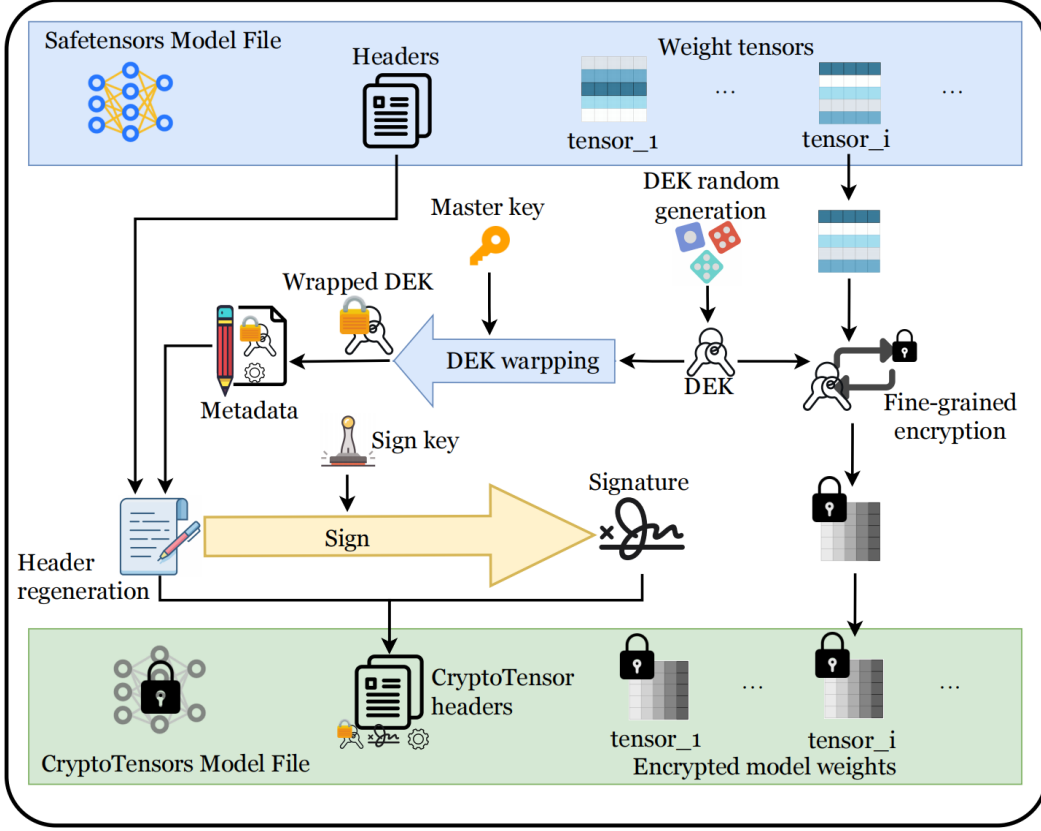 Safetensors Model File
Headers
Weight tensors
...
...
tensor_1
tensor_i
DEK random
generation
Master key
Wrapped DEK
DEK warpping
DEK
Metadata
Fine-grained
encryption
Sign key
Signature
Sign
Header
regeneration
CryptoTensor
headers
...
...
tensor_1
tensor_i
CryptoTensors Model File
Encrypted model weights